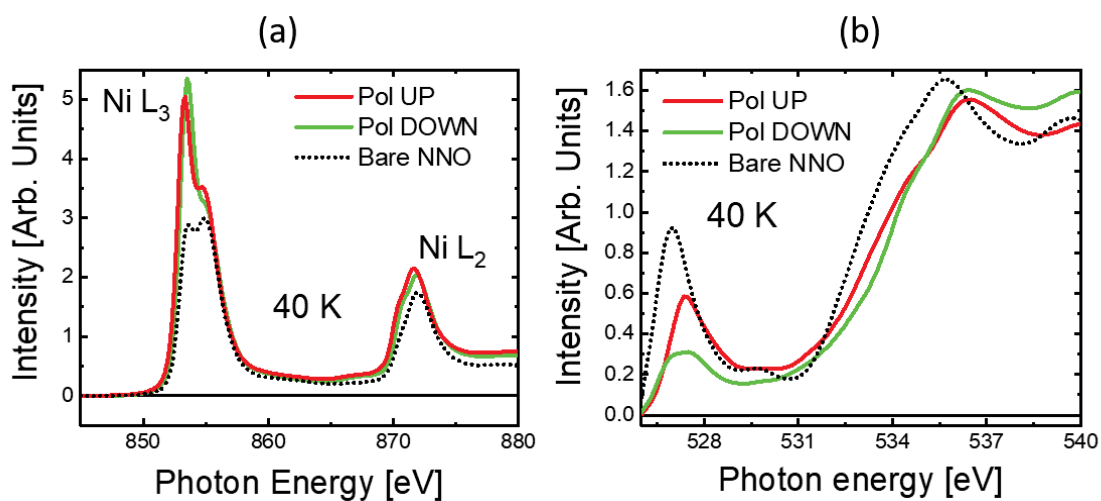 (a)
Intensity [Arb. Units]
5
4
3
2
1
0
Ni L3
Pol UP
Pol DOWN
Bare NNO
Ni L2
40 K
850
860
870
880
Photon Energy [eV]
(b)
Intensity [Arb. Units]
1.6
1.4
1.2
1.0
0.8
0.6
0.4
0.2
0.0
Pol UP
Pol DOWN
Bare NNO
40 K
528
531
534
537
540
Photon energy [eV]